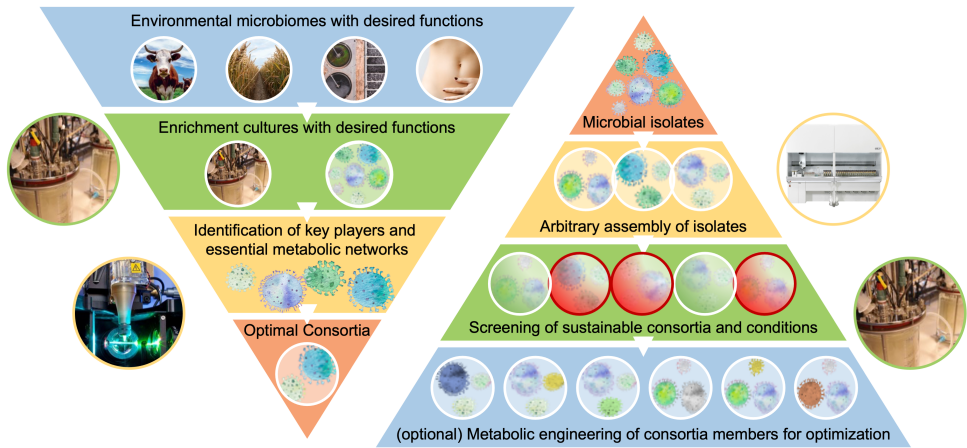 Environmental microbiomes with desired functions
Enrichment cultures with desired functions
Identification of key players and
essential metabolic networks
Optimal Consortia
Microbial isolates
Arbitrary assembly of isolates
Screening of sustainable consortia and conditions
(optional) Metabolic engineering of consortia members for optimization